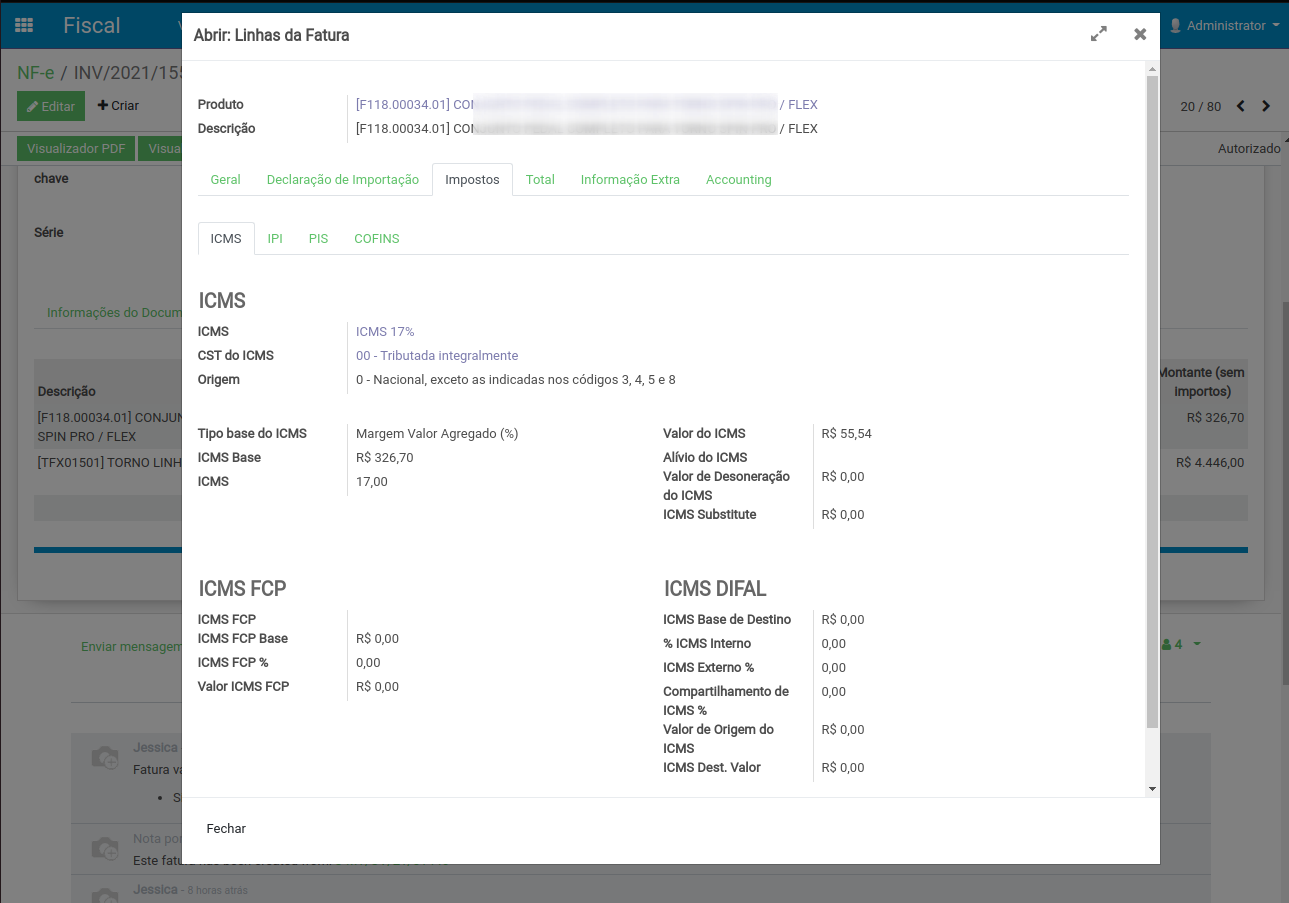 Fiscal
Administrator
Abrir: Linhas da Fatura
NF-e / INV/2021/155
Editar
Criar
20 / 80
Visualizador PDF
Visua
Autorizado
chave
Série
Informações do Docum
Descrição
[F118.00034.01] CONJUN
SPIN PRO / FLEX
[TFX01501] TORNO LINH
Montante (sem
importos)
R$ 326,70
R$ 4.446,00
Produto
[F118.00034.01] CON / FLEX
Descrição
[F118.00034.01] CON / FLEX
Geral
Declaração de Importação
Impostos
Total
Informação Extra
Accounting
ICMS
IPI
PIS
COFINS
ICMS
ICMS
ICMS 17%
CST do ICMS
00 - Tributada integralmente
Origem
0 - Nacional, exceto as indicadas nos códigos 3, 4, 5 e 8
Tipo base do ICMS
Margem Valor Agregado (%)
ICMS Base
R$ 326,70
ICMS
17,00
Valor do ICMS
R$ 55,54
Alívio do ICMS
Valor de Desoneração
do ICMS
R$ 0,00
ICMS Substitute
R$ 0,00
ICMS FCP
ICMS FCP
ICMS FCP Base
R$ 0,00
ICMS FCP %
0,00
Valor ICMS FCP
R$ 0,00
ICMS DIFAL
ICMS Base de Destino
R$ 0,00
% ICMS Interno
0,00
ICMS Externo %
0,00
Compartilhamento de
ICMS %
0,00
Valor de Origem do
ICMS
R$ 0,00
ICMS Dest. Valor
R$ 0,00
Fechar
Enviar mensagem
4
Jessica
Fatura va
• S
Nota por
Este fatu
Jessica - 8 horas atrás